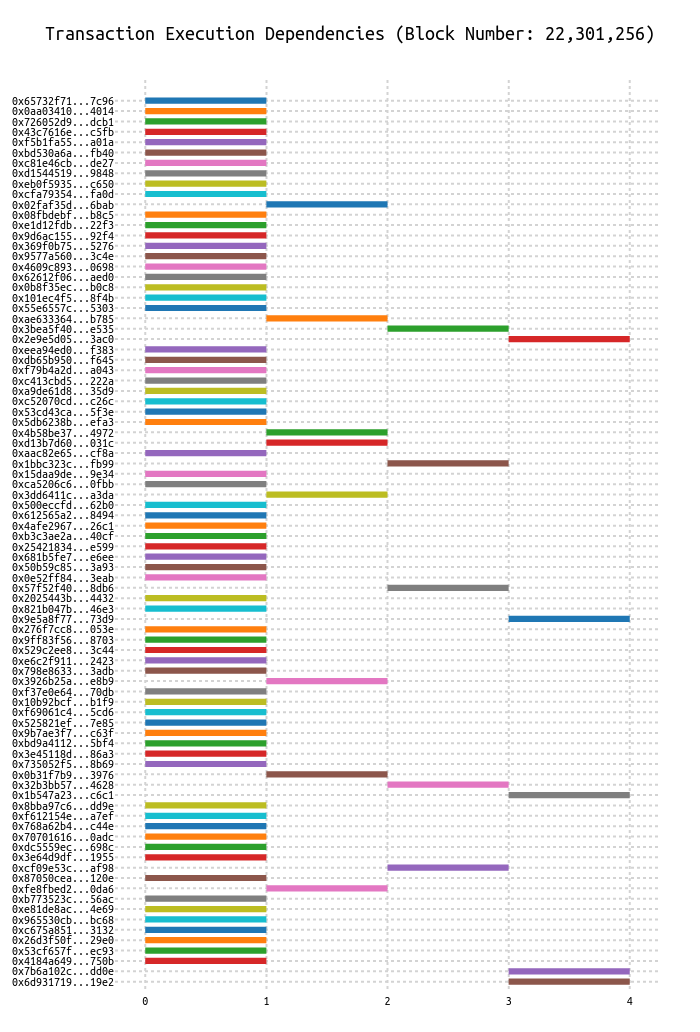 Transaction Execution Dependencies (Block Number: 22,301,256)
0x65732f71...7c96
0x0aa03410...4014
0x726052d9...dcb1
0x43c7616e...c5fb
0xf5b1fa55...a01a
0xbd530a6a...fb40
0xc81e46cb...de27
0xd1544519...9848
0xeb0f5935...c650
0xcfa79354...fa0d
0x02faf35d...6bab
0x08fbdebf...b8c5
0xe1d12fdb...22f3
0x9d6ac155...92f4
0x369f0b75...5276
0x9577a560...3c4e
0x4609c893...0698
0x62612f06...aed0
0x0b8f35ec...b0c8
0x101ec4f5...8f4b
0x55e6557c...5303
0xae633364...b785
0x3bea5f40...e535
0x2e9e5d05...3ac0
0xeea94ed0...f383
0xdb65b950...f645
0xf79b4a2d...a043
0xc413cbd5...222a
0xa9de61d8...35d9
0xc52070cd...c26c
0x53cd43ca...5f3e
0x5db6238b...efa3
0x4b58be37...4972
0xd13b7d60...031c
0xaac82e65...cf8a
0x1bbc323c...fb99
0x15daa9de...9e34
0xca5206c6...0fbb
0x3dd6411c...a3da
0x500eccfd...62b0
0x612565a2...8494
0x4afe2967...26c1
0xb3c3ae2a...40cf
0x25421834...e599
0x681b5fe7...e6ee
0x50b59c85...3a93
0x0e52ff84...3eab
0x57f52f40...8db6
0x2025443b...4432
0x821b047b...46e3
0x9e5a8f77...73d9
0x276f7cc8...053e
0x9ff83f56...8703
0x529c2ee8...3c44
0xe6c2f911...2423
0x798e8633...3adb
0x3926b25a...e8b9
0xf37e0e64...70db
0x10b92bcf...b1f9
0xf69061c4...5cd6
0x525821ef...7e85
0x9b7ae3f7...c63f
0xbd9a4112...5bf4
0x3e45118d...86a3
0x735052f5...8b69
0x0b31f7b9...3976
0x32b3bb57...4628
0x1b547a23...c6c1
0x8bba97c6...dd9e
0xf612154e...a7ef
0x768a62b4...c44e
0x70701616...0adc
0xdc5559ec...698c
0x3e64d9df...1955
0xcf09e53c...af98
0x87050cea...120e
0xfe8fbed2...0da6
0xb773523c...56ac
0xe81de8ac...4e69
0x965530cb...bc68
0xc675a851...3132
0x26d3f50f...29e0
0x53cf657f...ec93
0x4184a649...750b
0x7b6a102c...dd0e
0x6d931719...19e2
0 1 2 3 4